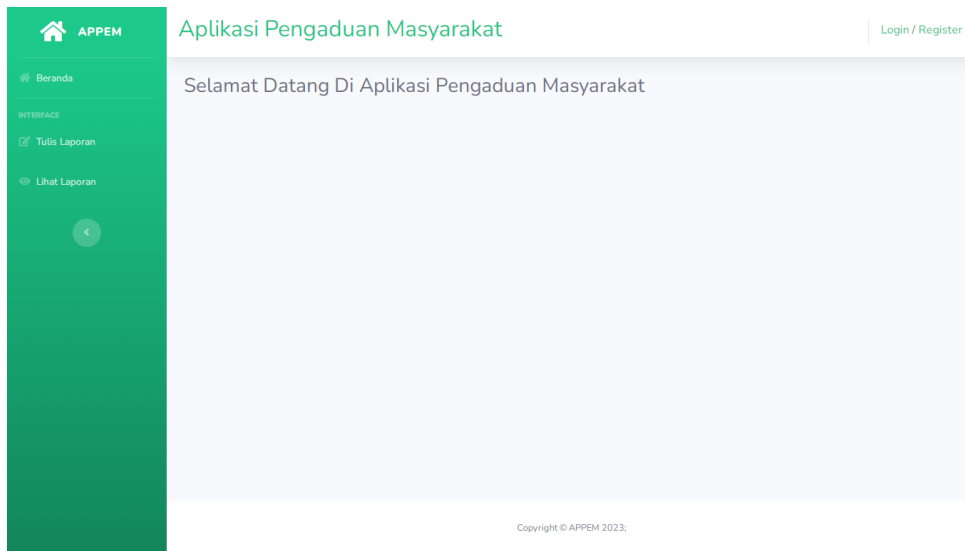 APPEM
Aplikasi Pengaduan Masyarakat
Login / Register
Beranda
Selamat Datang Di Aplikasi Pengaduan Masyarakat
INTERFACE
Tulis Laporan
Lihat Laporan
Copyright © APPEM 2023;